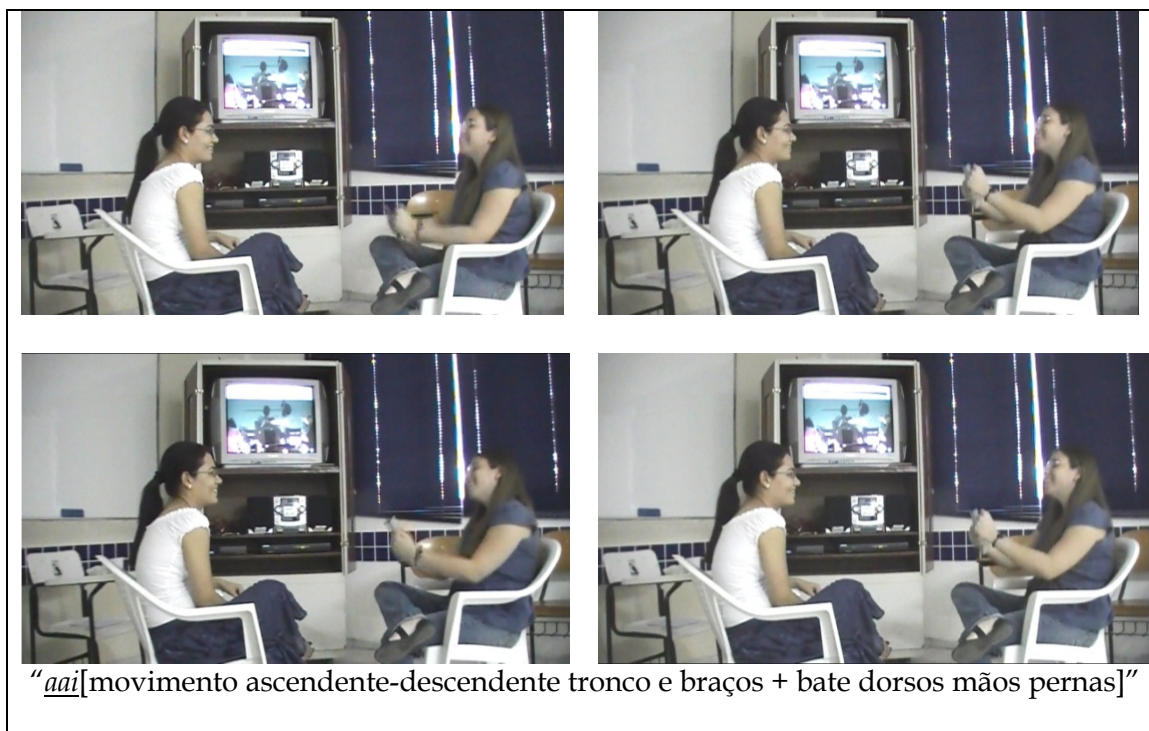 “aai[movimento ascendente-descendente tronco e braços + bate dorsos mãos pernas]”